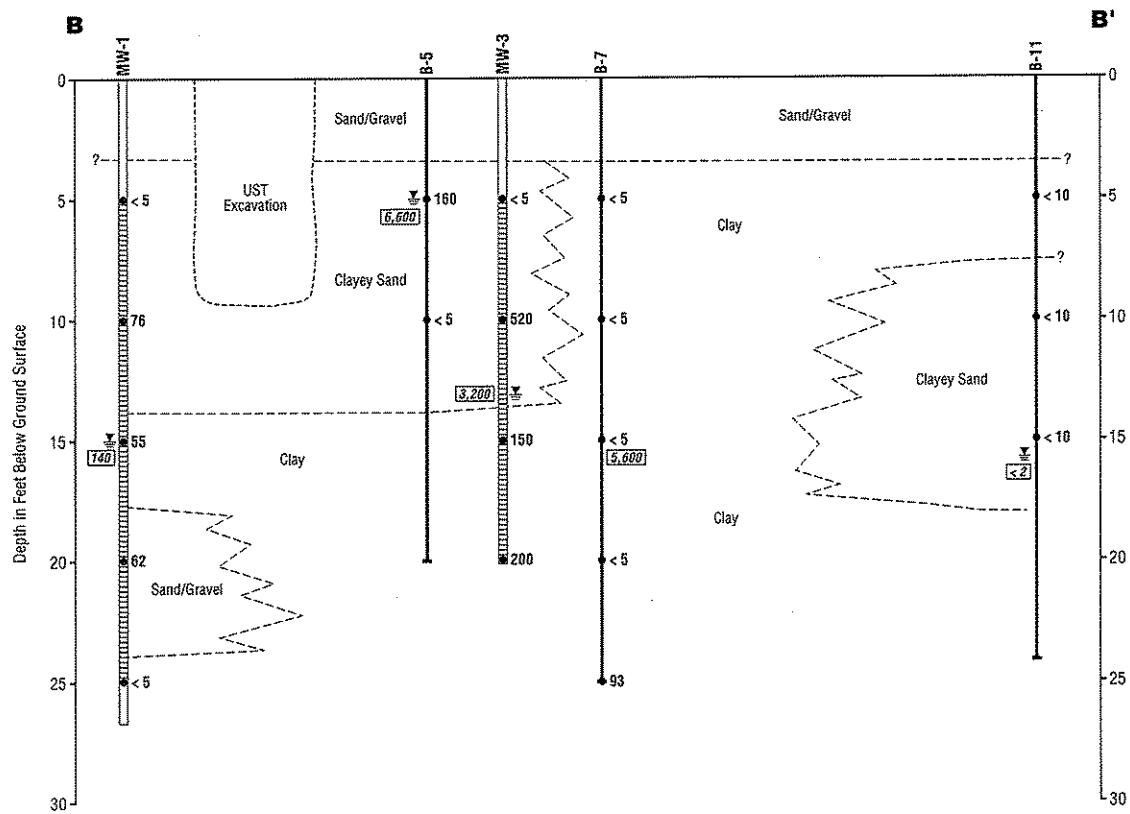 B
B'
MW-1
B-5
MW-3
B-7
B-11
0
0
Sand/Gravel
Sand/Gravel
?
?
UST
Excavation
5
< 5
160
< 5
< 5
< 10
5
6,600
Clay
?
Clayey Sand
10
76
< 5
520
< 5
< 10
10
Clayey Sand
3,200
15
55
150
< 5
< 10
15
140
Clay
5,600
< 2
Clay
20
62
200
< 5
20
Sand/Gravel
25
< 5
93
25
30
30
Depth in Feet Below Ground Surface